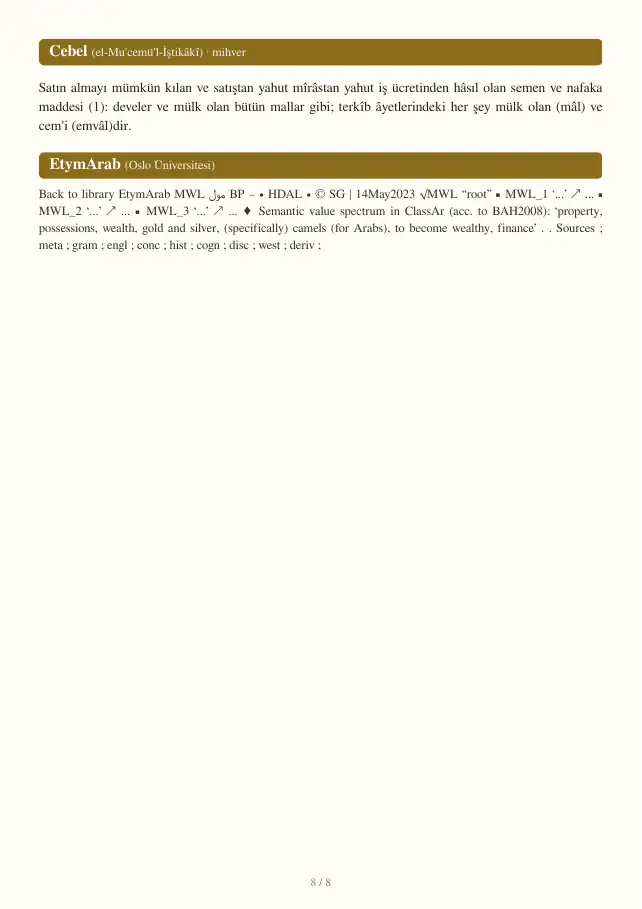 Cebel (el-Mu'cemü'l-İştikâkî) · mihver
Satın almayı mümkün kılan ve satıştan yahut mîrâstan yahut iş ücretinden hâsıl olan semen ve nafaka
maddesi (1): develer ve mülk olan bütün mallar gibi; terkîb âyetlerindeki her şey mülk olan (mâl) ve
cem'i (emvâl)dir.
EtymArab (Oslo Üniversitesi)
Back to library EtymArab MWL مول BP – • HDAL • © SG | 14May2023 √MWL “root” ▪ MWL_1 ‘...’ ↗ ... ▪
MWL_2 ‘...’ ↗ ... ▪ MWL_3 ‘...’ ↗ ... ♦ Semantic value spectrum in ClassAr (acc. to BAH2008): ‘property,
possessions, wealth, gold and silver, (specifically) camels (for Arabs), to become wealthy, finance’ . . Sources ;
meta ; gram ; engl ; conc ; hist ; cogn ; disc ; west ; deriv ;
8 / 8